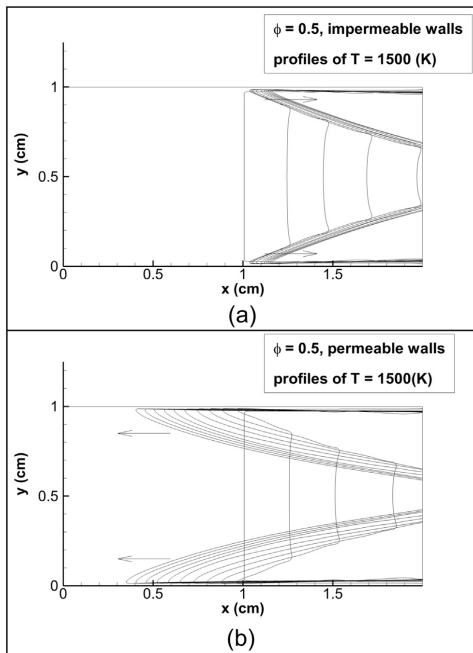 ϕ = 0.5, impermeable walls
profiles of T = 1500 (K)
1
0.5
0
y (cm)
0 0.5 1 1.5
x (cm)
(a)
ϕ = 0.5, permeable walls
profiles of T = 1500(K)
1
0.5
0
y (cm)
0 0.5 1 1.5
x (cm)
(b)